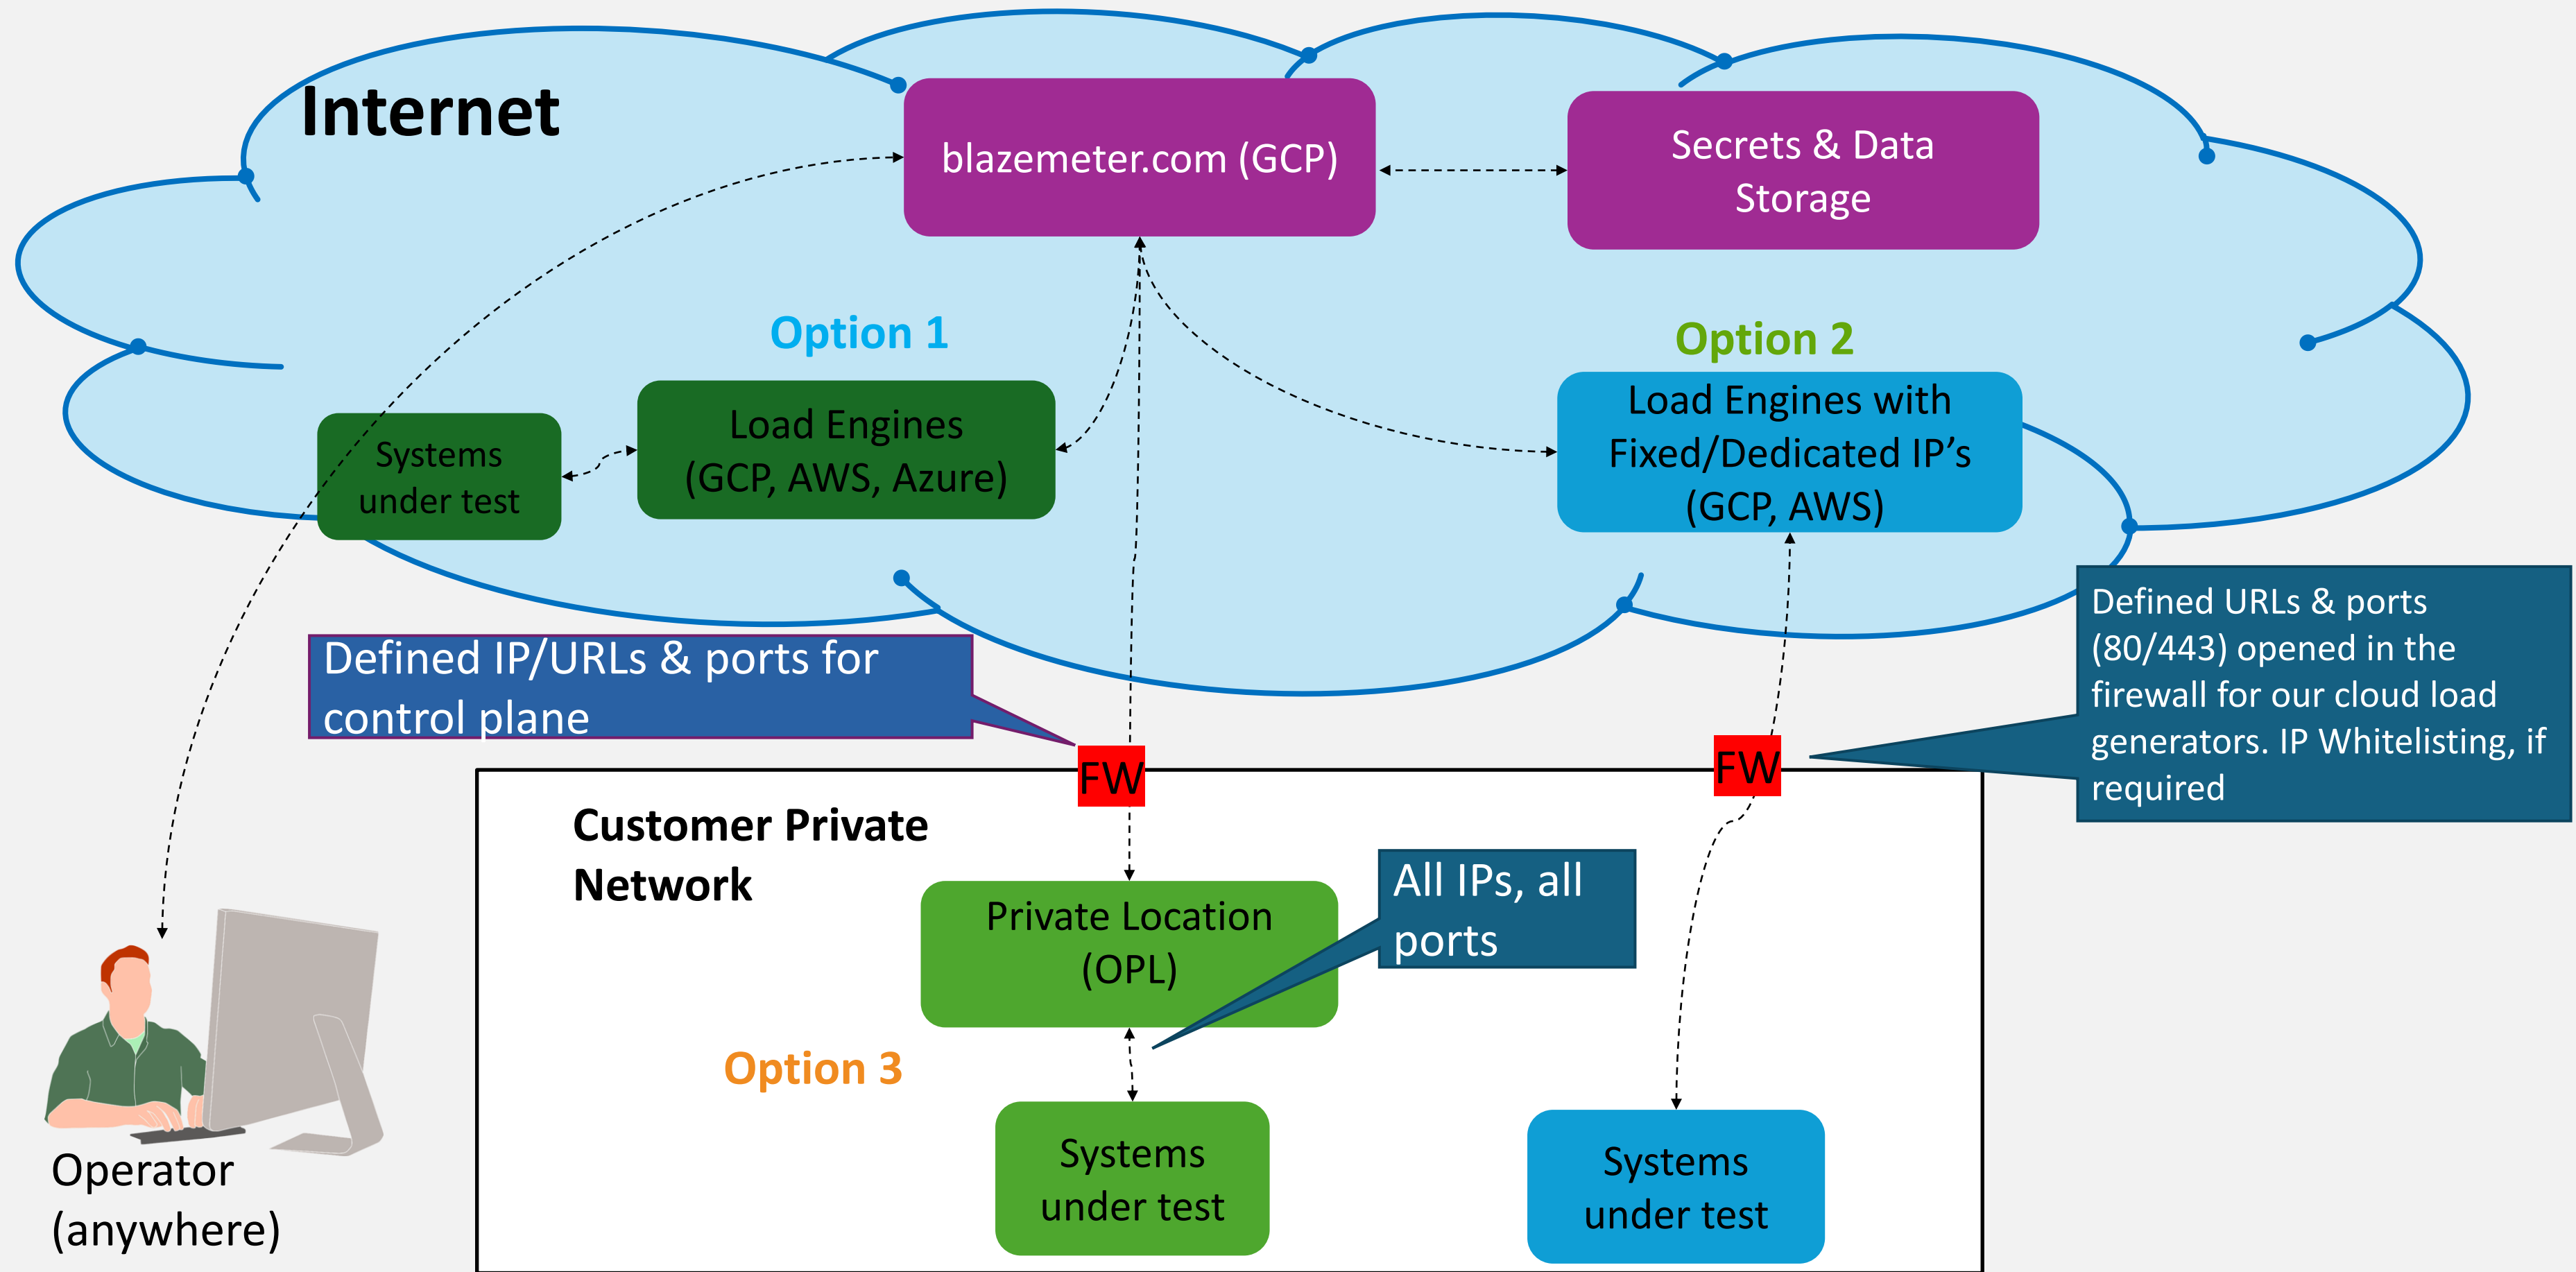 Internet
blazemeter.com (GCP)
Secrets & Data
Storage
Option 1
Option 2
Systems
under test
Load Engines
(GCP, AWS, Azure)
Load Engines with
Fixed/Dedicated IP’s
(GCP, AWS)
Defined IP/URLs & ports for
control plane
Defined URLs & ports
(80/443) opened in the
firewall for our cloud load
generators. IP Whitelisting, if
required
FW
FW
Customer Private
Network
Private Location
(OPL)
All IPs, all
ports
Option 3
Systems
under test
Systems
under test
Operator
(anywhere)